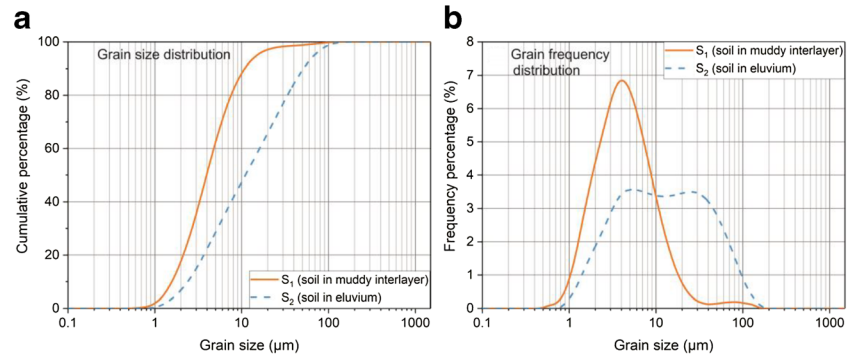 a
Grain size distribution
Cumulative percentage (%)
100
80
60
40
20
0
S₁ (soil in muddy interlayer)
S₂ (soil in eluvium)
0.1 1 10 100 1000
Grain size (μm)
b
Grain frequency
distribution
S₁ (soil in muddy interlayer)
S₂ (soil in eluvium)
Frequency percentage (%)
8
7
6
5
4
3
2
1
0
0.1 1 10 100 1000
Grain size (μm)